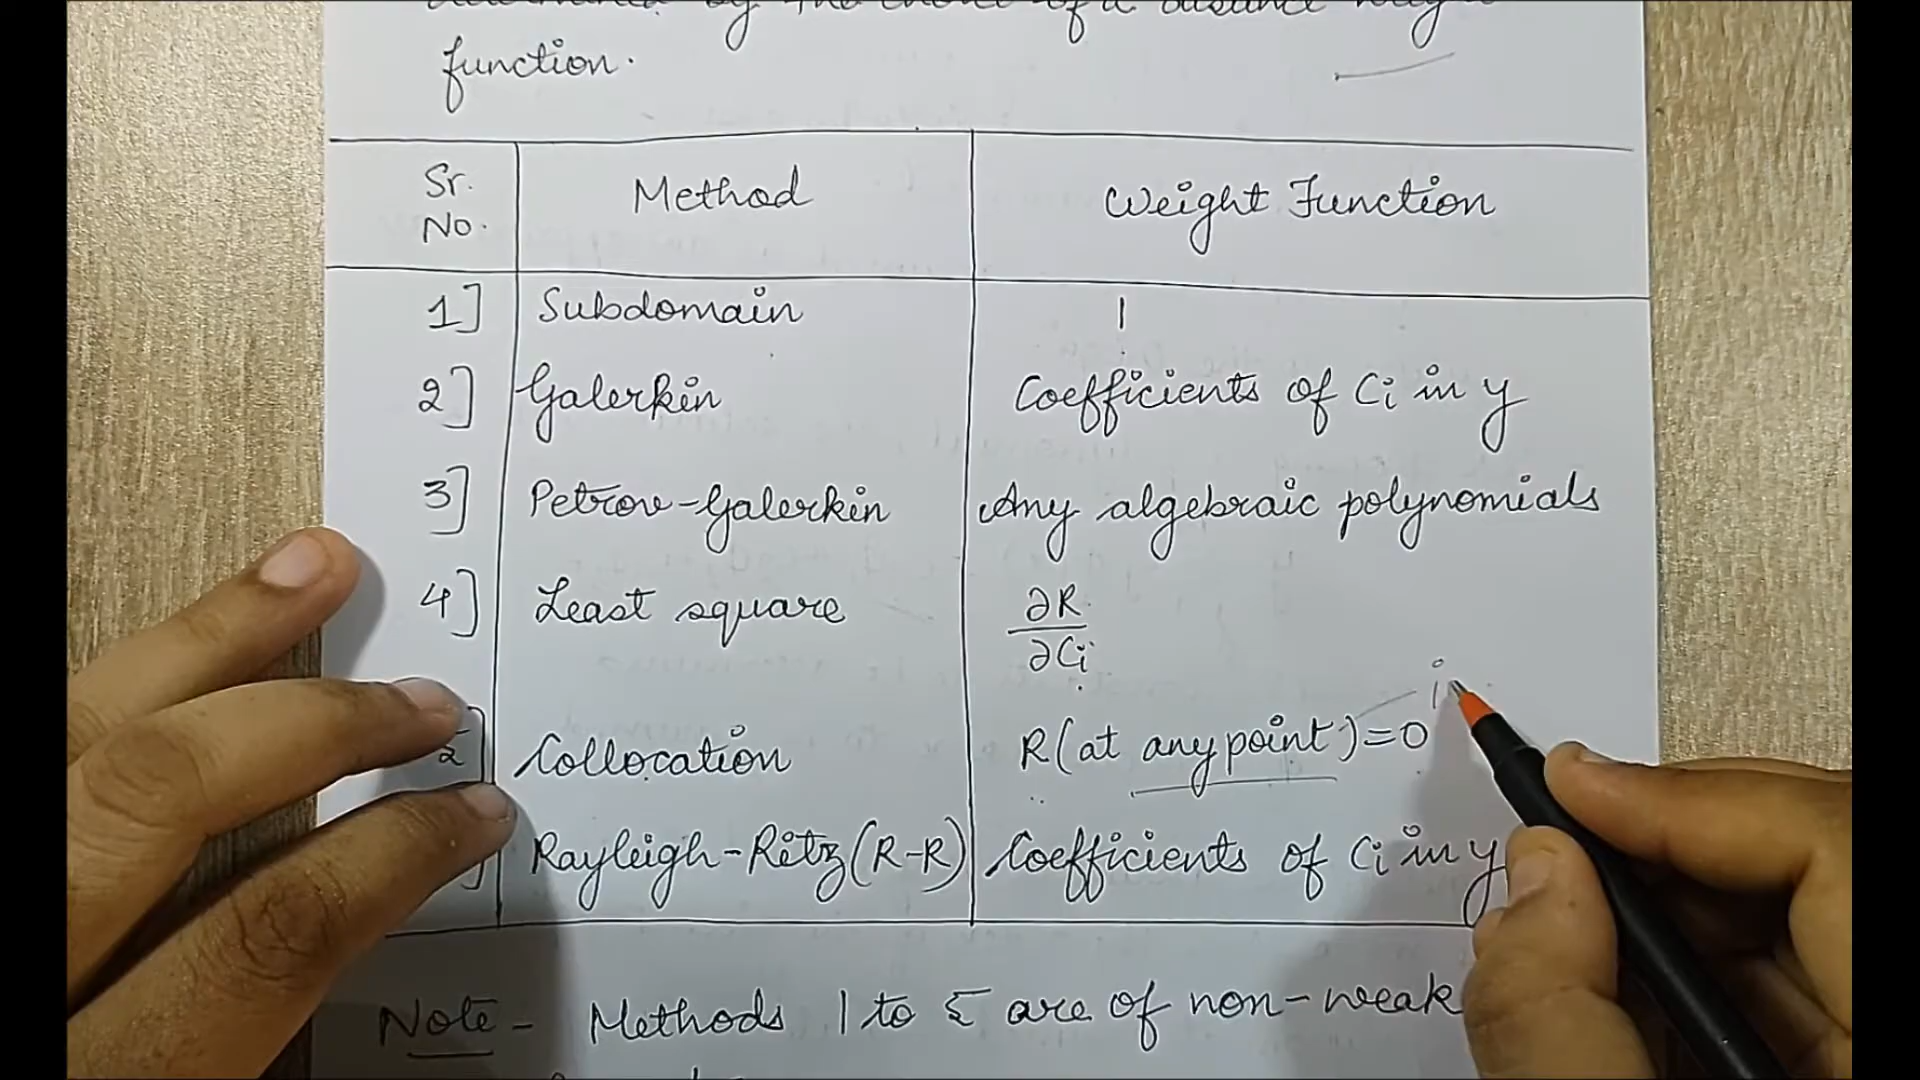 function.
Sr. No. Method Weight Function
1] Subdomain 1
2] Galerkin Coefficients of Ci in y
3] Petrov-Galerkin Any algebraic polynomials
4] Least square ∂R/∂Ci
5] Collocation R(at any point)=0
Rayleigh-Ritz(R-R) Coefficients of Ci in y
Note - Methods 1 to 5 are of non-weak